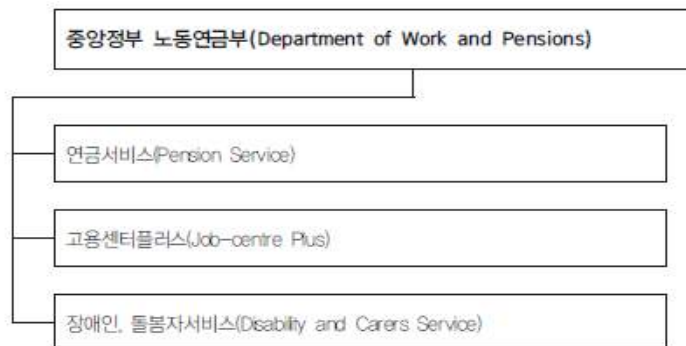 중앙정부 노동연금부(Department of Work and Pensions)
연금서비스(Pension Service)
고용센터플러스(Job-centre Plus)
장애인, 돌봉자서비스(Disability and Carers Service)